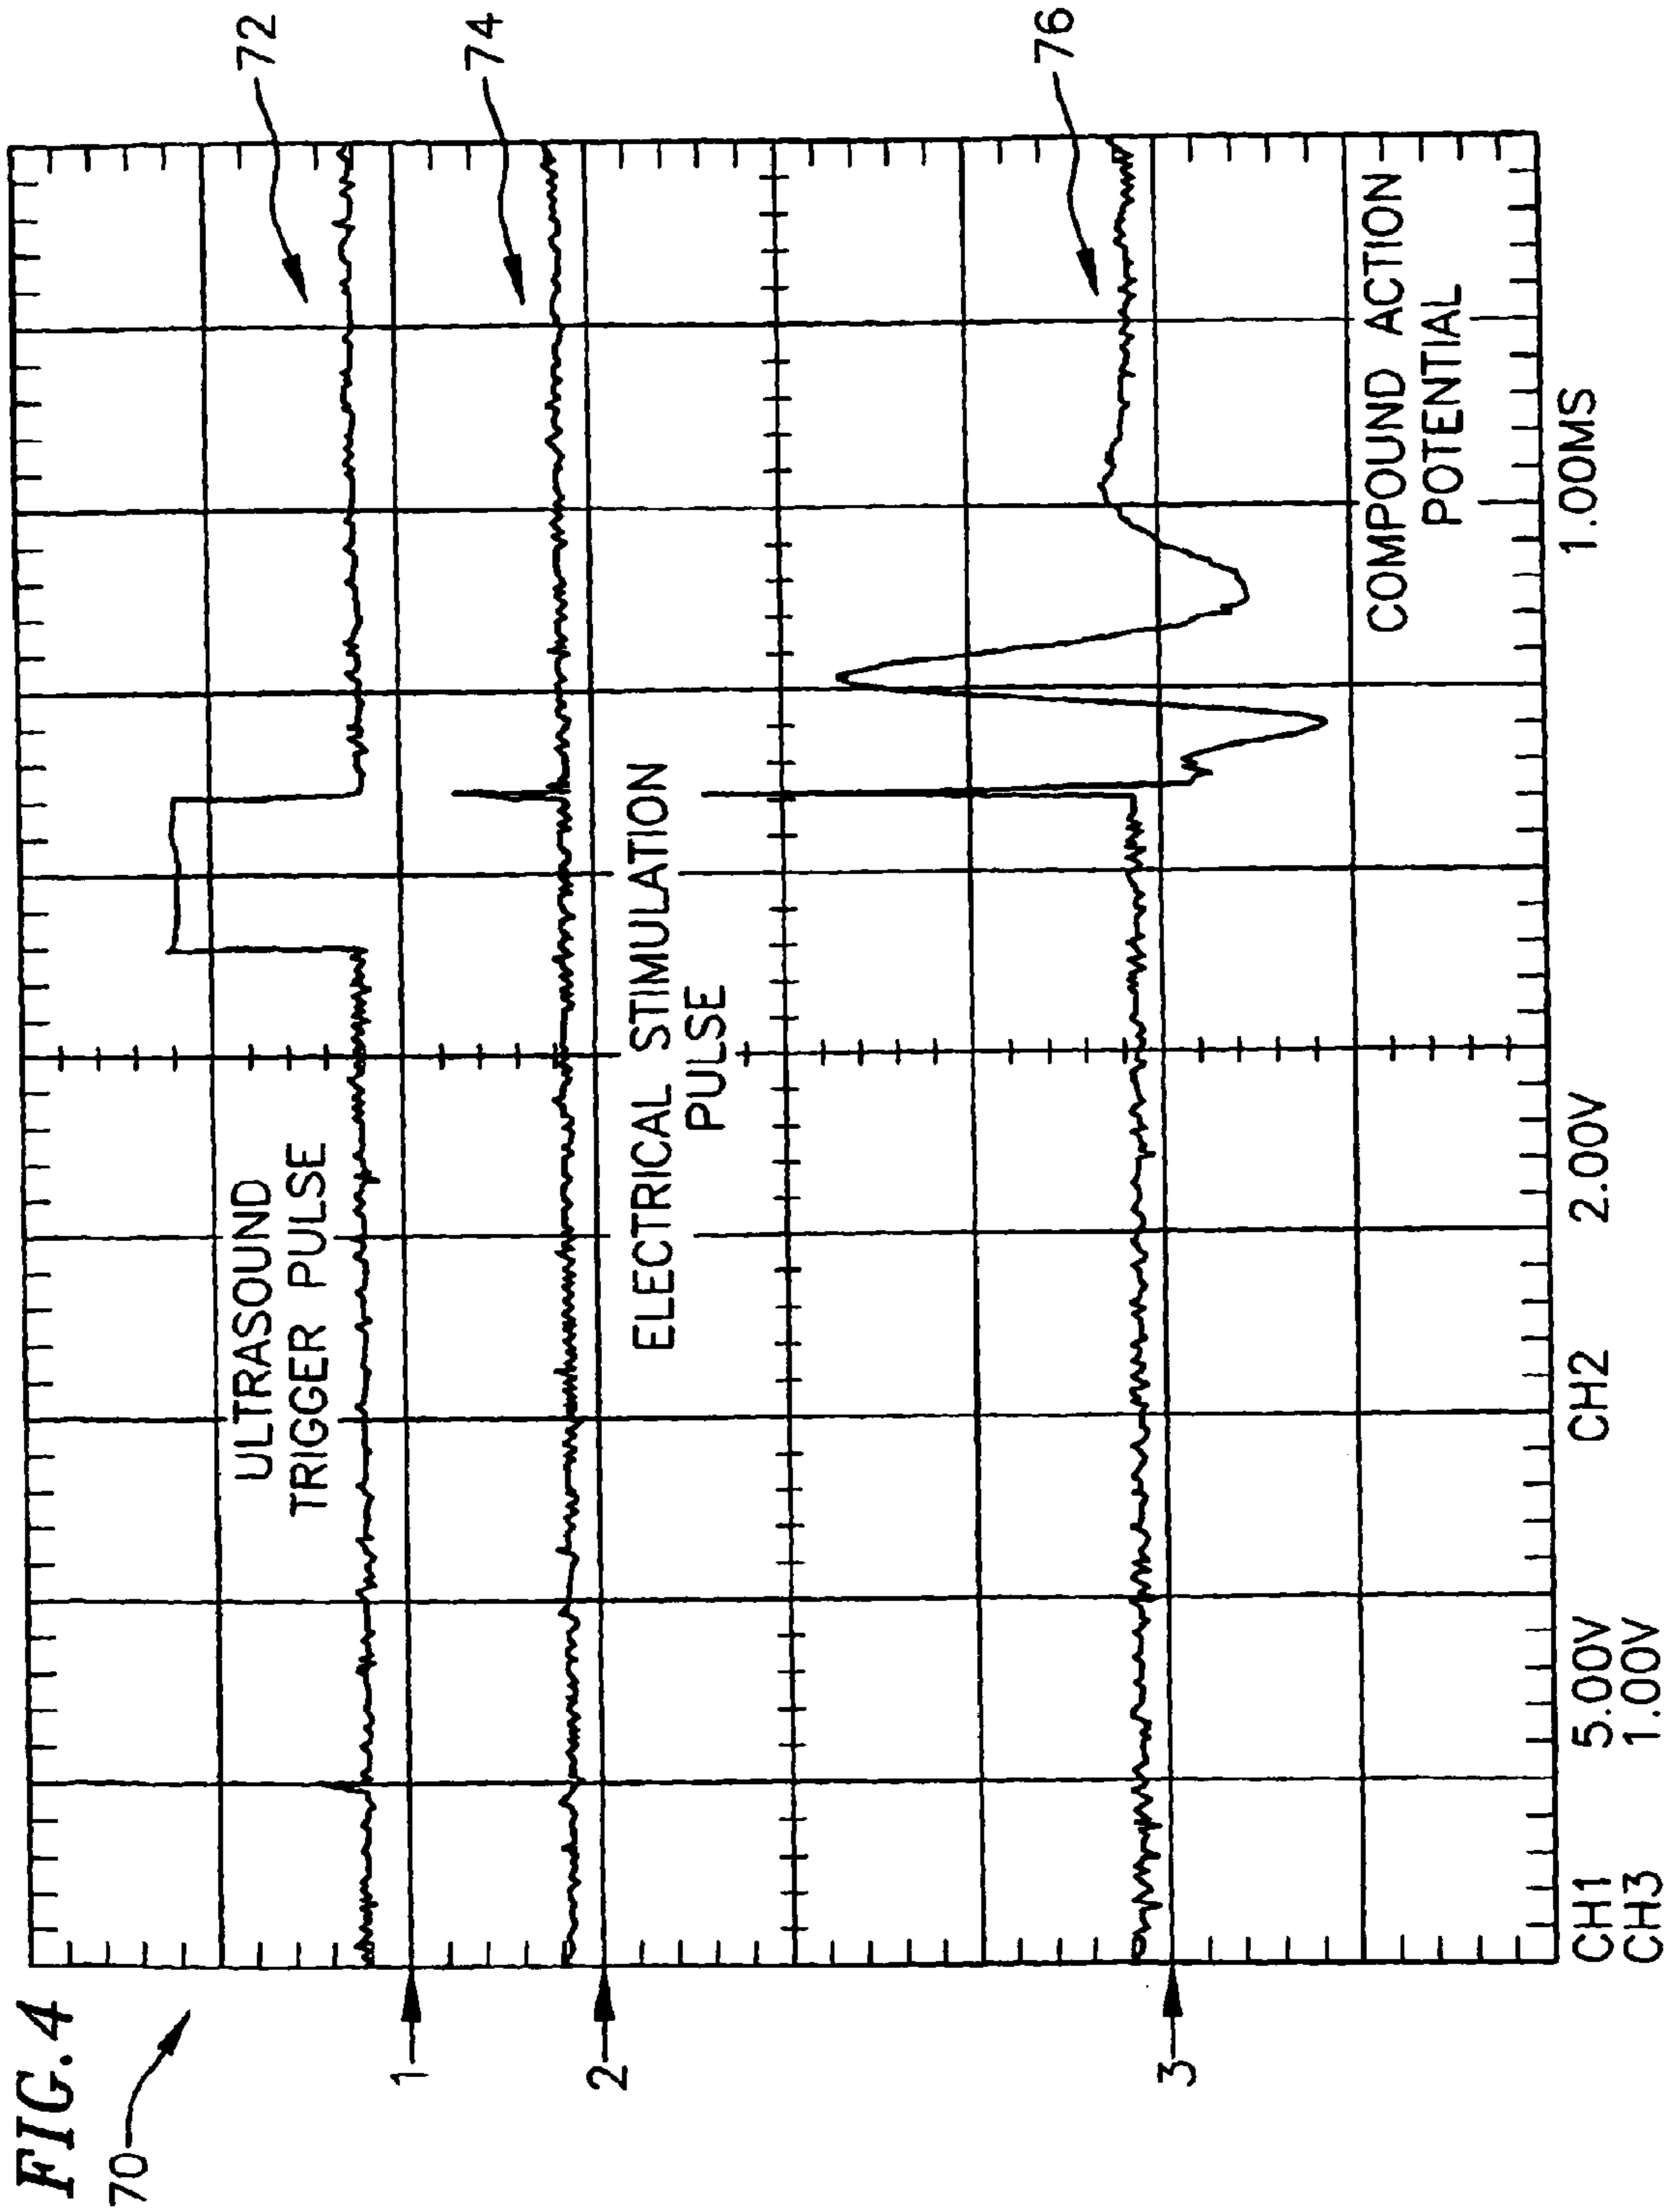 FIG. 4
70
72
74
76
1
2
3
ULTRASOUND
TRIGGER PULSE
ELECTRICAL STIMULATION
PULSE
COMPOUND ACTION
POTENTIAL
CH1 5.00V CH2 2.00V 1.00MS
CH3 1.00V